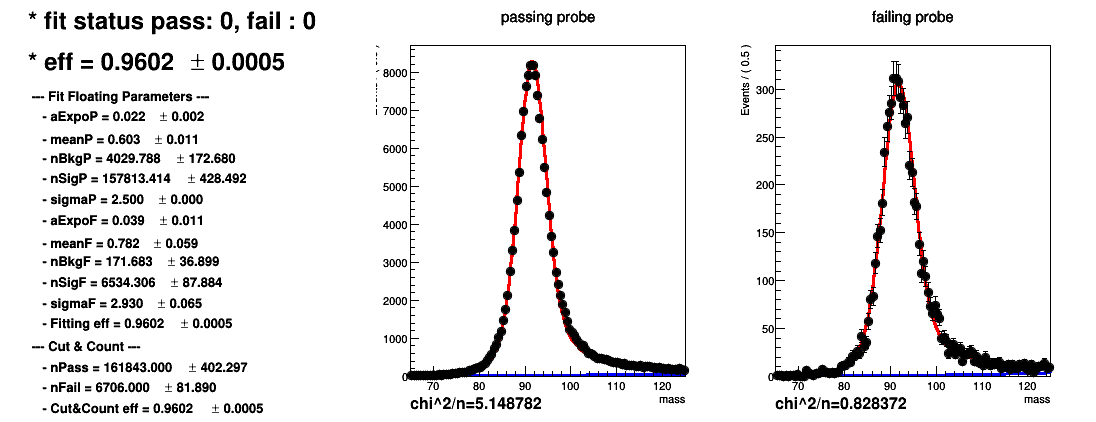 * fit status pass: 0, fail : 0
* eff = 0.9602 ± 0.0005
--- Fit Floating Parameters ---
- aExpoP = 0.022 ± 0.002
- meanP = 0.603 ± 0.011
- nBkgP = 4029.788 ± 172.680
- nSigP = 157813.414 ± 428.492
- sigmaP = 2.500 ± 0.000
- aExpoF = 0.039 ± 0.011
- meanF = 0.782 ± 0.059
- nBkgF = 171.683 ± 36.899
- nSigF = 6534.306 ± 87.884
- sigmaF = 2.930 ± 0.065
- Fitting eff = 0.9602 ± 0.0005
--- Cut & Count ---
- nPass = 161843.000 ± 402.297
- nFail = 6706.000 ± 81.890
- Cut&Count eff = 0.9602 ± 0.0005
passing probe
8000
7000
6000
5000
4000
3000
2000
1000
0
70 80 90 100 110 120
mass
chi^2/n=5.148782
failing probe
Events / ( 0.5 )
300
250
200
150
100
50
0
70 80 90 100 110 120
mass
chi^2/n=0.828372